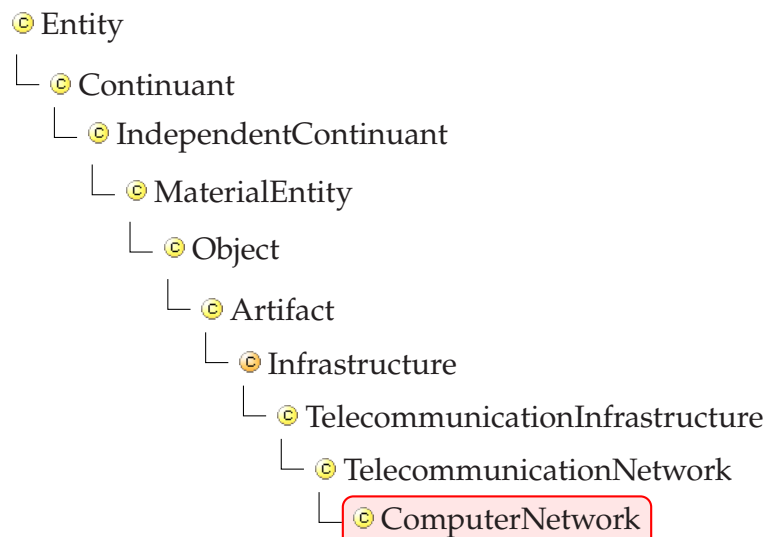 Entity
Continuant
IndependentContinuant
MaterialEntity
Object
Artifact
Infrastructure
TelecommunicationInfrastructure
TelecommunicationNetwork
ComputerNetwork